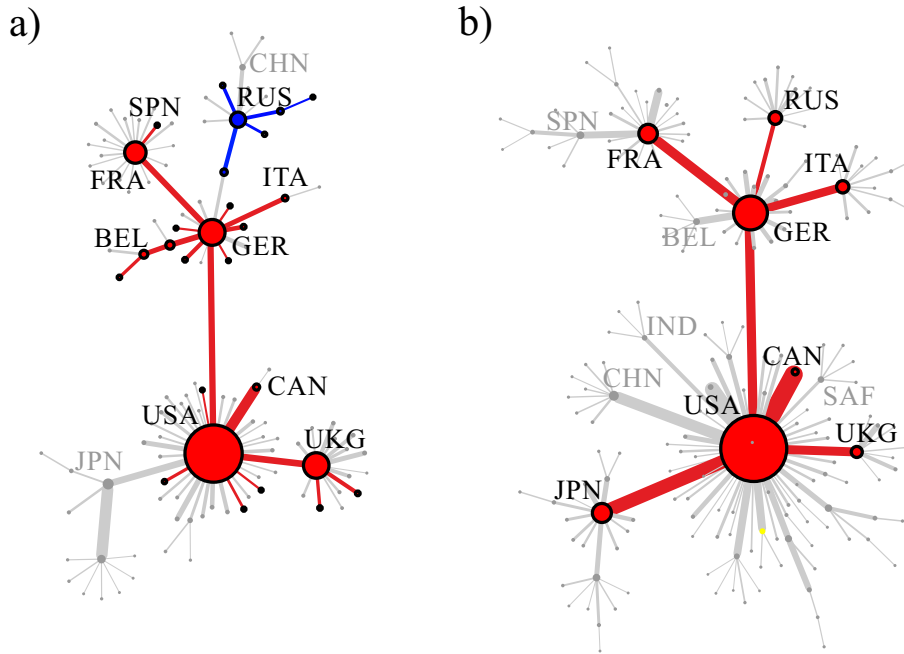 a)
CHN
SPN
RUS
FRA
ITA
BEL
GER
CAN
USA
UKG
JPN
b)
RUS
SPN
FRA
ITA
BEL
GER
IND
CAN
CHN
USA
SAF
UKG
JPN